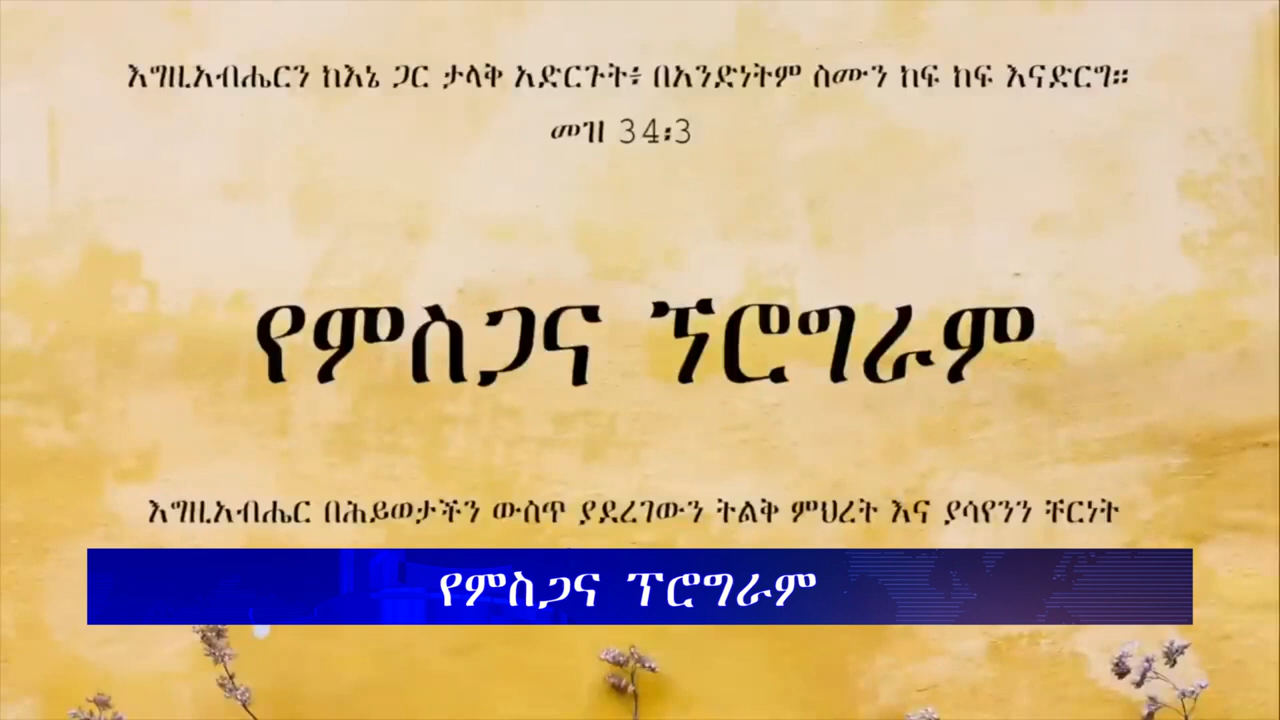 እግዚአብሔርን ከእኔ ጋር ታላቅ አድርጉት፥ በአንድነትም ስሙን ከፍ ከፍ እናድርግ።
መዝ 34፡3
የምስጋና ፕሮግራም
እግዚአብሔር በሕይወታችን ውስጥ ያደረገውን ትልቅ ምህረት እና ያሳየንን ቸርነት
የምስጋና ፕሮግራም